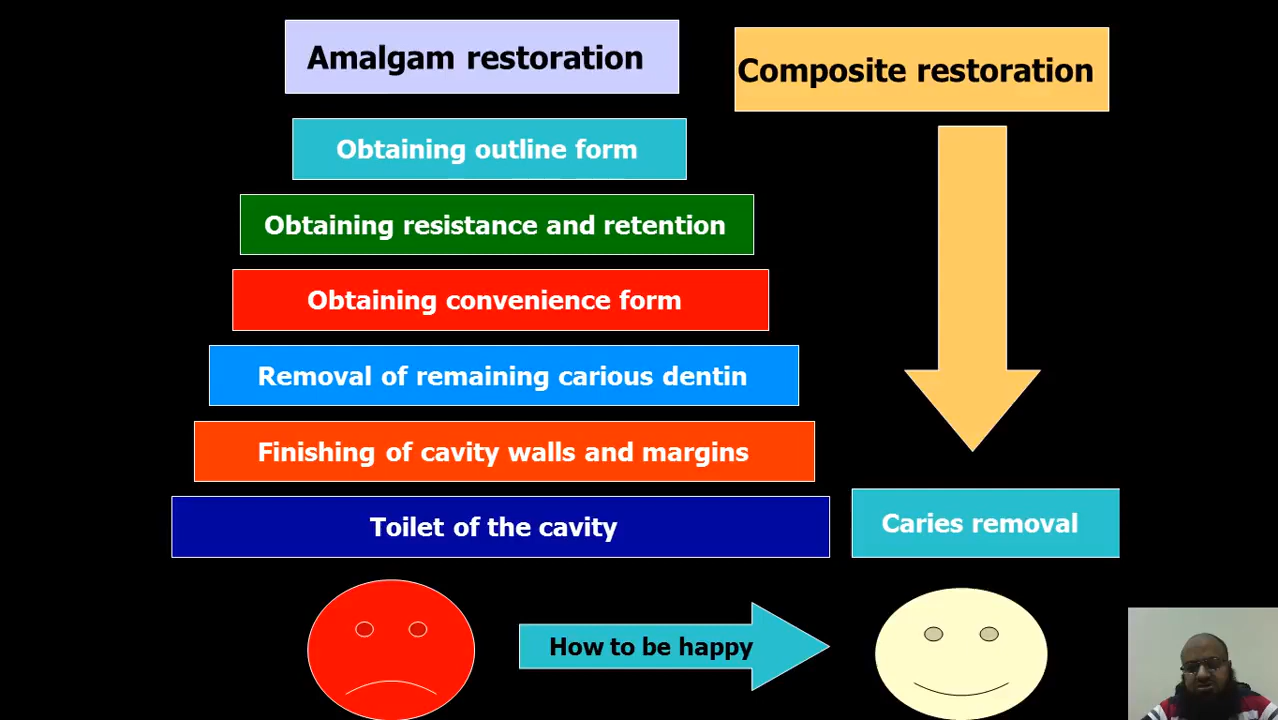 Amalgam restoration
Composite restoration
Obtaining outline form
Obtaining resistance and retention
Obtaining convenience form
Removal of remaining carious dentin
Finishing of cavity walls and margins
Toilet of the cavity
Caries removal
How to be happy